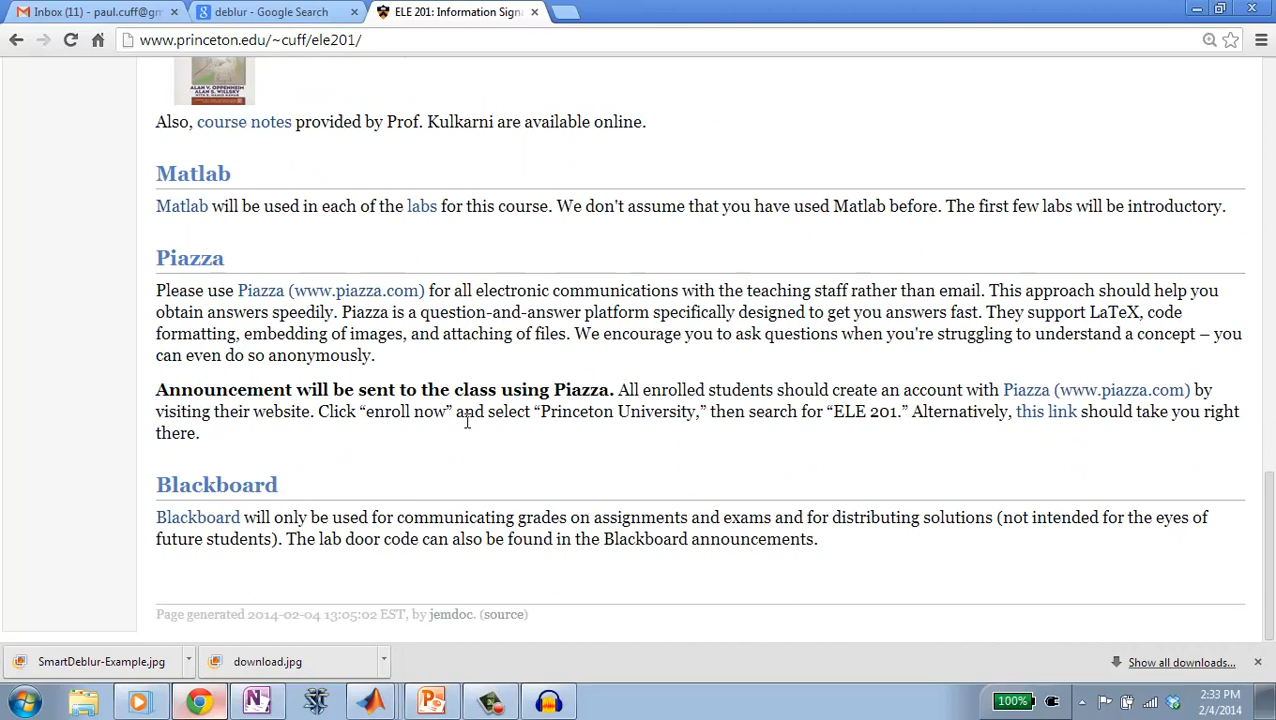 Inbox (11) - paul.cuff@gm
deblur - Google Search
ELE 201: Information Sign
www.princeton.edu/~cuff/ele201/
ALAN V. OPPENHEIM
ALAN S. WILLSKY
Also, course notes provided by Prof. Kulkarni are available online.
Matlab
Matlab will be used in each of the labs for this course. We don't assume that you have used Matlab before. The first few labs will be introductory.
Piazza
Please use Piazza (www.piazza.com) for all electronic communications with the teaching staff rather than email. This approach should help you
obtain answers speedily. Piazza is a question-and-answer platform specifically designed to get you answers fast. They support LaTeX, code
formatting, embedding of images, and attaching of files. We encourage you to ask questions when you're struggling to understand a concept – you
can even do so anonymously.
Announcement will be sent to the class using Piazza. All enrolled students should create an account with Piazza (www.piazza.com) by
visiting their website. Click “enroll now” and select “Princeton University,” then search for “ELE 201.” Alternatively, this link should take you right
there.
Blackboard
Blackboard will only be used for communicating grades on assignments and exams and for distributing solutions (not intended for the eyes of
future students). The lab door code can also be found in the Blackboard announcements.
Page generated 2014-02-04 13:05:02 EST, by jemdoc. (source)
SmartDeblur-Example.jpg
download.jpg
Show all downloads...
100%
2:33 PM
2/4/2014